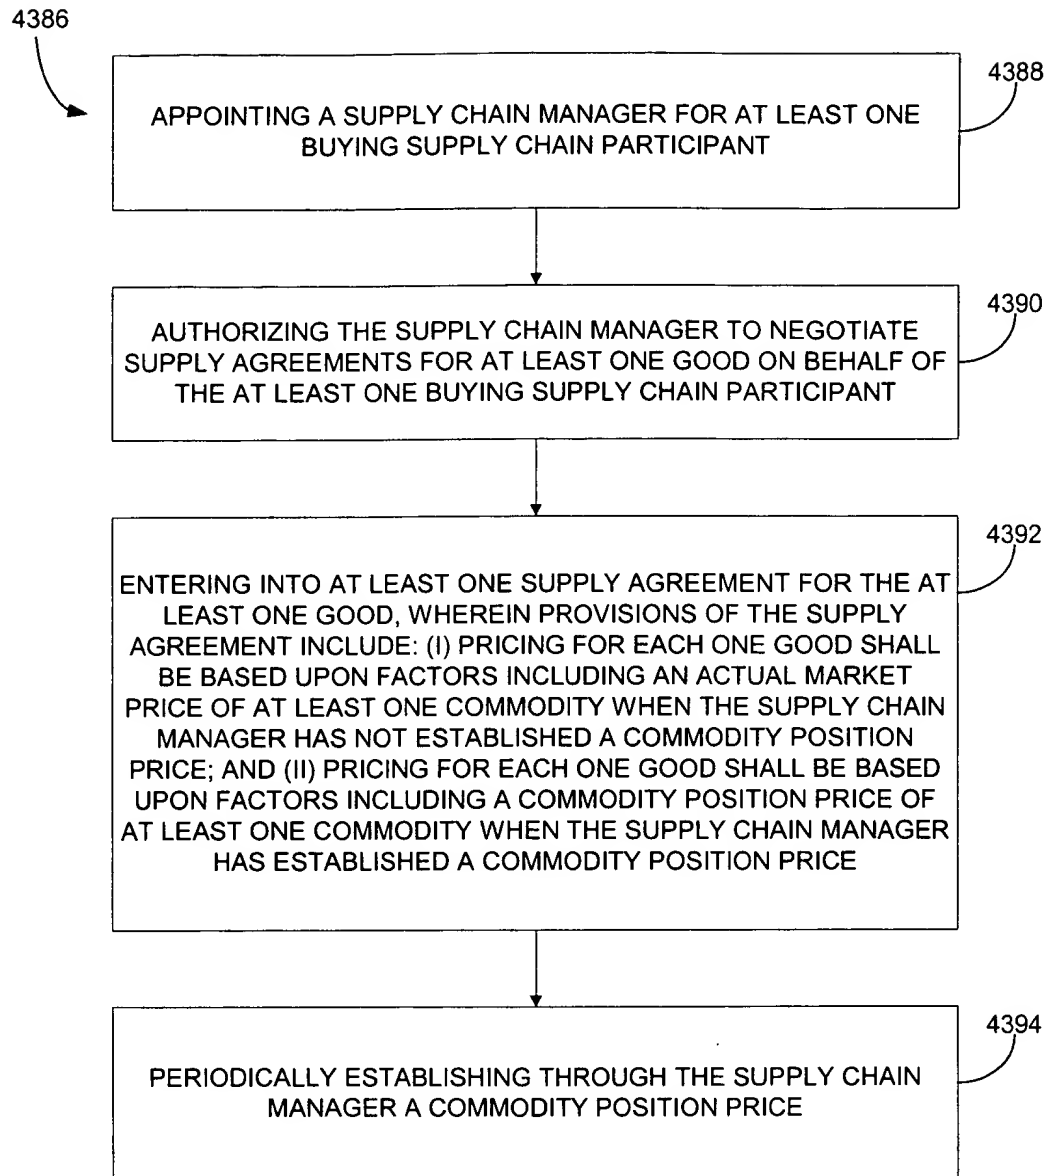 4386
4388
APPOINTING A SUPPLY CHAIN MANAGER FOR AT LEAST ONE
BUYING SUPPLY CHAIN PARTICIPANT
4390
AUTHORIZING THE SUPPLY CHAIN MANAGER TO NEGOTIATE
SUPPLY AGREEMENTS FOR AT LEAST ONE GOOD ON BEHALF OF
THE AT LEAST ONE BUYING SUPPLY CHAIN PARTICIPANT
4392
ENTERING INTO AT LEAST ONE SUPPLY AGREEMENT FOR THE AT
LEAST ONE GOOD, WHEREIN PROVISIONS OF THE SUPPLY
AGREEMENT INCLUDE: (I) PRICING FOR EACH ONE GOOD SHALL
BE BASED UPON FACTORS INCLUDING AN ACTUAL MARKET
PRICE OF AT LEAST ONE COMMODITY WHEN THE SUPPLY CHAIN
MANAGER HAS NOT ESTABLISHED A COMMODITY POSITION
PRICE; AND (II) PRICING FOR EACH ONE GOOD SHALL BE BASED
UPON FACTORS INCLUDING A COMMODITY POSITION PRICE OF
AT LEAST ONE COMMODITY WHEN THE SUPPLY CHAIN MANAGER
HAS ESTABLISHED A COMMODITY POSITION PRICE
4394
PERIODICALLY ESTABLISHING THROUGH THE SUPPLY CHAIN
MANAGER A COMMODITY POSITION PRICE